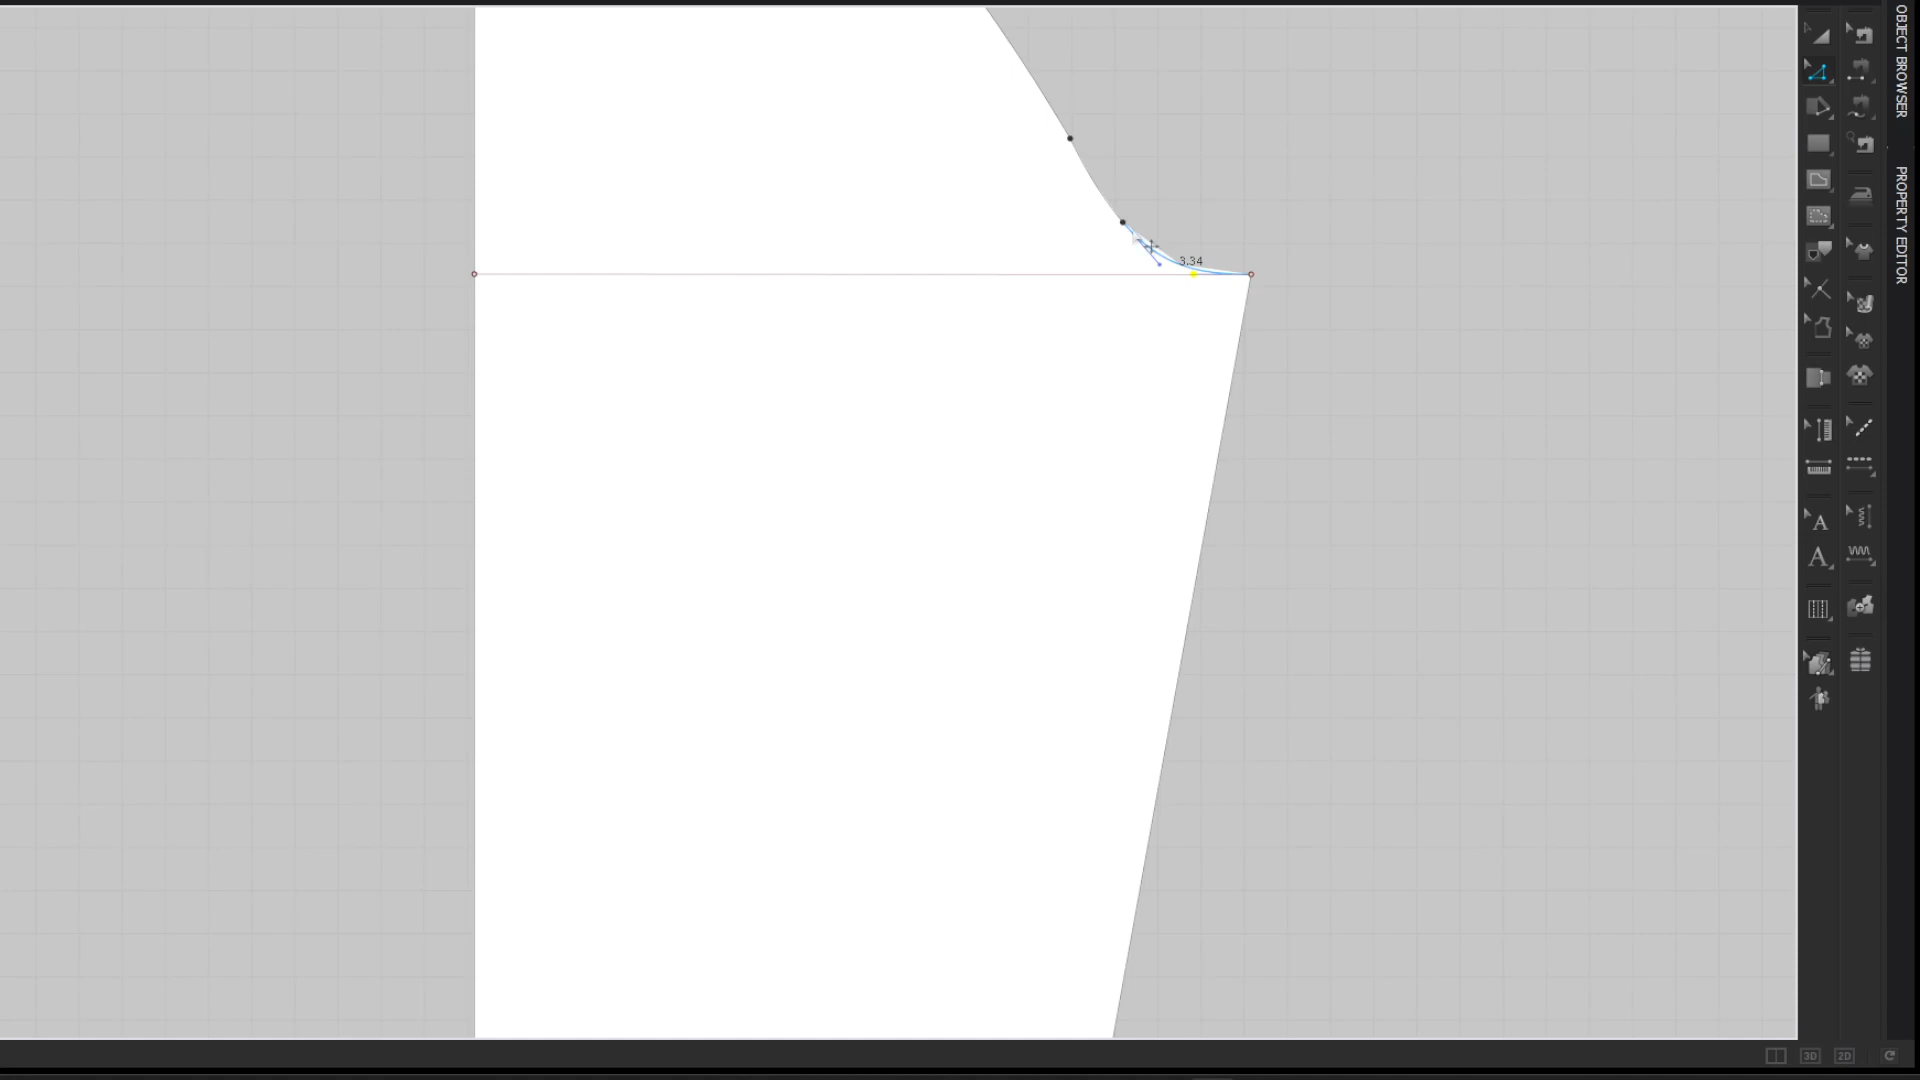 OBJECT BROWSER
PROPERTY EDITOR
3.34
A
A
3D
2D